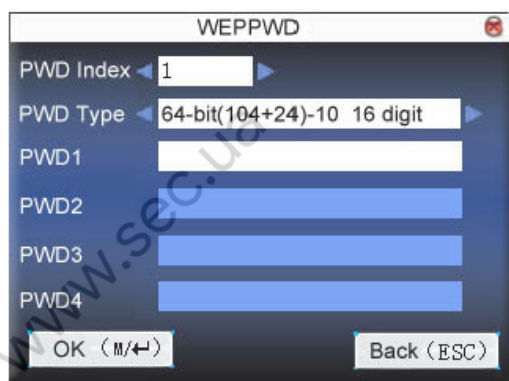 WEPPWD
PWD Index 1
PWD Type 64-bit(104+24)-10 16 digit
PWD1
PWD2
PWD3
PWD4
OK (M/↵) Back (ESC)
www.sec.ua